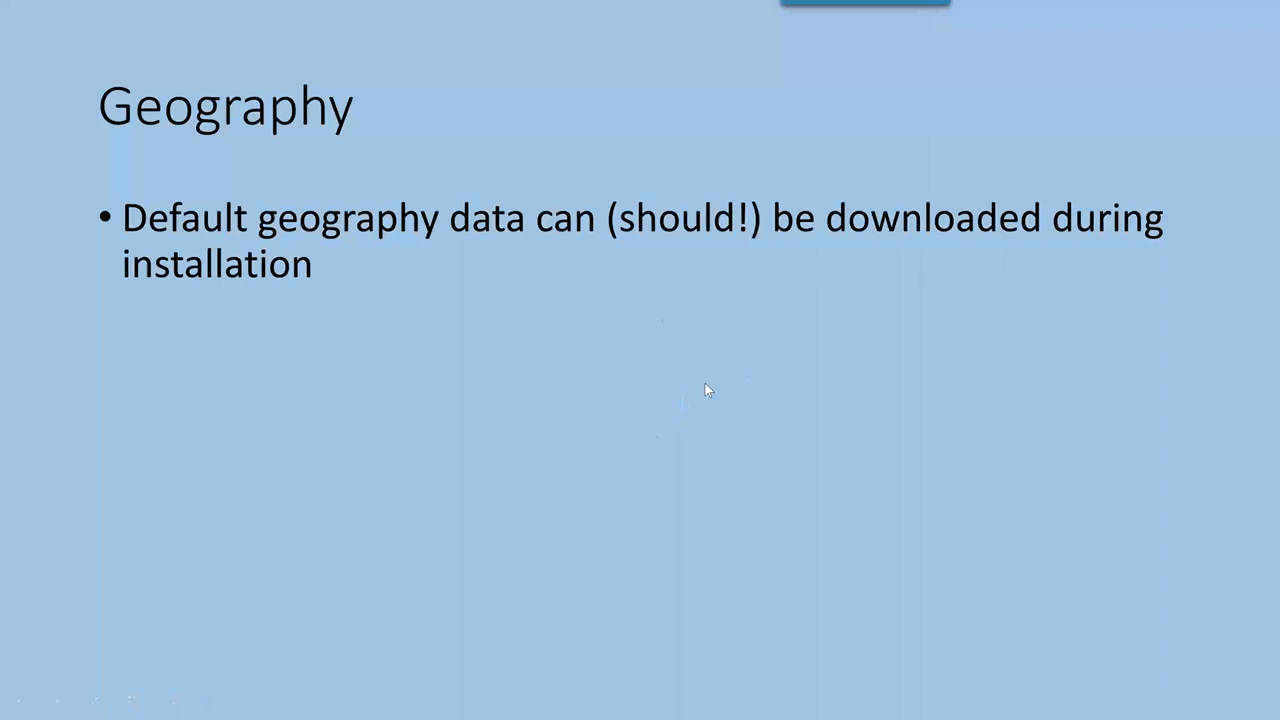 Geography
• Default geography data can (should!) be downloaded during
installation